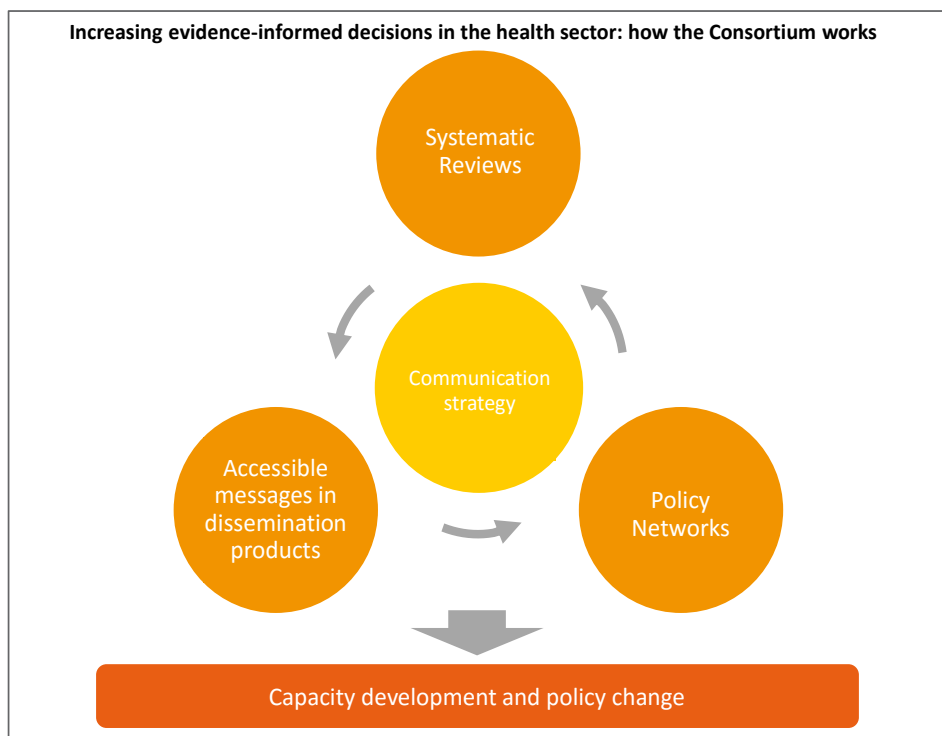 Increasing evidence-informed decisions in the health sector: how the Consortium works
Systematic
Reviews
Communication
strategy
Accessible
messages in
dissemination
products
Policy
Networks
Capacity development and policy change